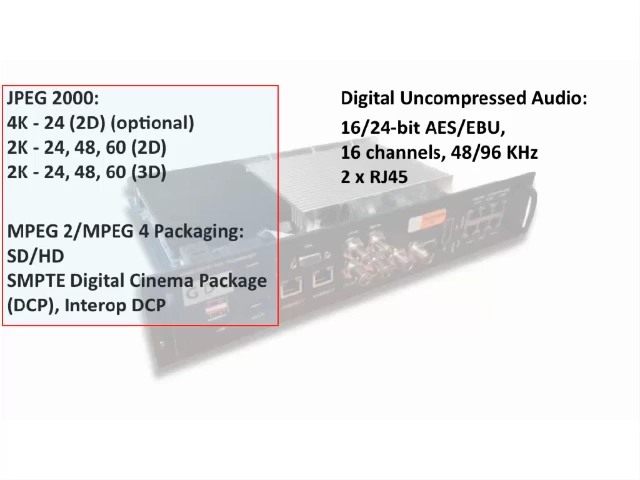 JPEG 2000:
4K - 24 (2D) (optional)
2K - 24, 48, 60 (2D)
2K - 24, 48, 60 (3D)
MPEG 2/MPEG 4 Packaging:
SD/HD
SMPTE Digital Cinema Package
(DCP), Interop DCP
Digital Uncompressed Audio:
16/24-bit AES/EBU,
16 channels, 48/96 KHz
2 x RJ45